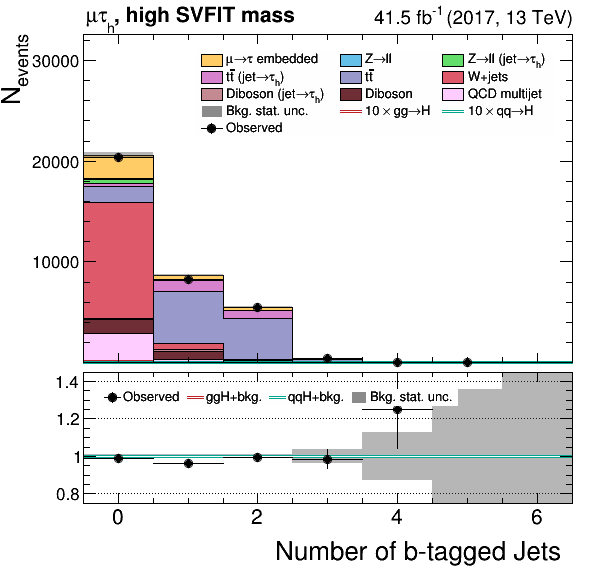 μτh, high SVFIT mass 41.5 fb⁻¹ (2017, 13 TeV)
Nevents
30000
20000
10000
μ→τ embedded Z→ll Z→ll (jet→τh)
tt̄ (jet→τh) tt̄ W+jets
Diboson (jet→τh) Diboson QCD multijet
Bkg. stat. unc. 10 × gg→H 10 × qq→H
Observed
1.4
1.2
1
0.8
Observed ggH+bkg. qqH+bkg. Bkg. stat. unc.
0 2 4 6
Number of b-tagged Jets